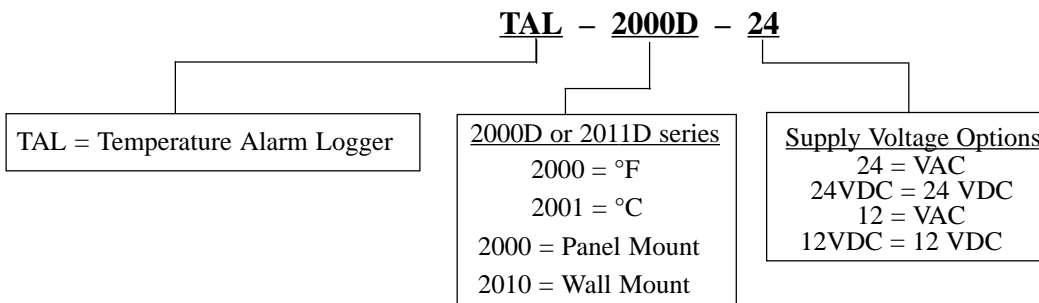 TAL – 2000D – 24
TAL = Temperature Alarm Logger
2000D or 2011D series
2000 = °F
2001 = °C
2000 = Panel Mount
2010 = Wall Mount
Supply Voltage Options
24 = VAC
24VDC = 24 VDC
12 = VAC
12VDC = 12 VDC